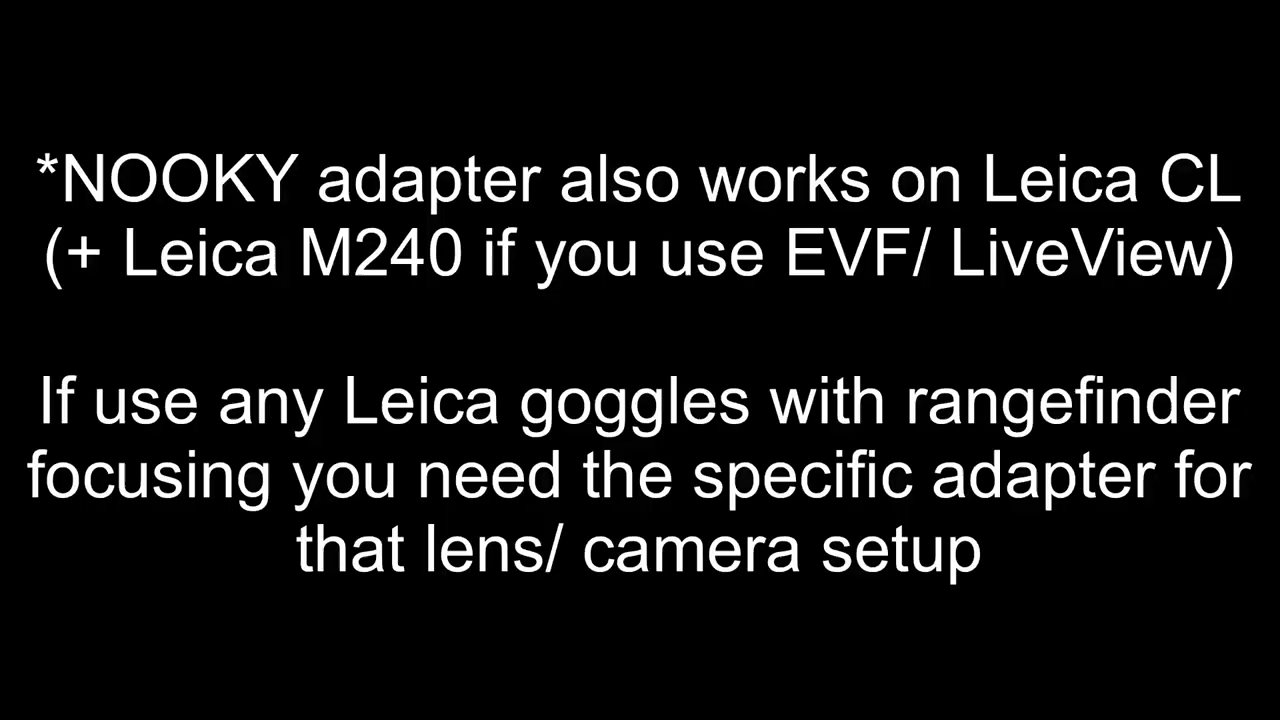 *NOOKY adapter also works on Leica CL
(+ Leica M240 if you use EVF/ LiveView)
If use any Leica goggles with rangefinder
focusing you need the specific adapter for
that lens/ camera setup